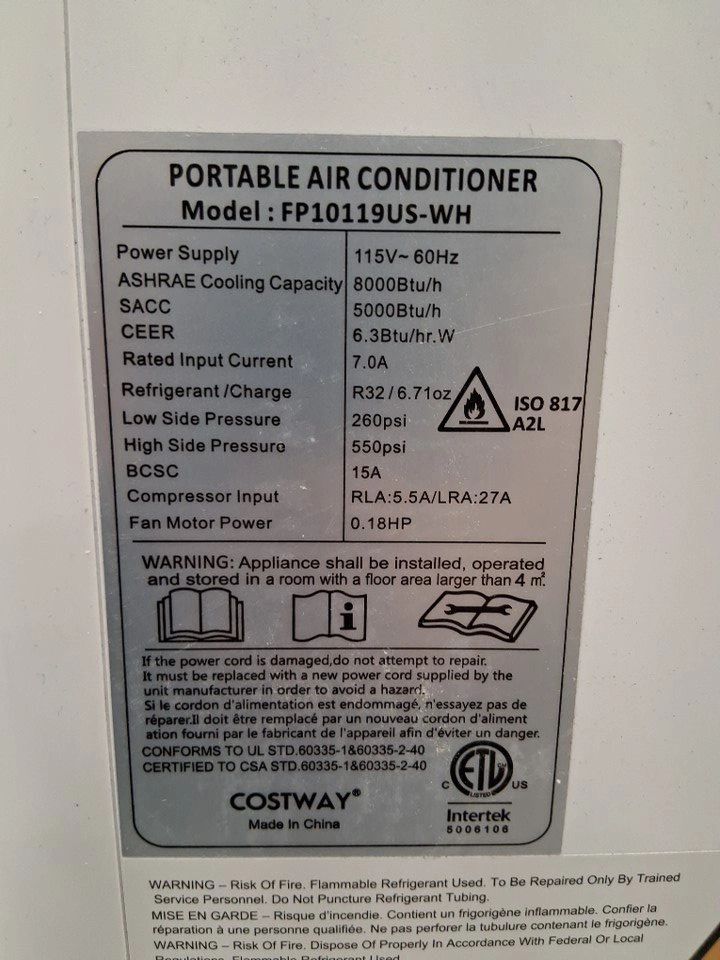 PORTABLE AIR CONDITIONER
Model : FP10119US-WH
Power Supply 115V~ 60Hz
ASHRAE Cooling Capacity 8000Btu/h
SACC 5000Btu/h
CEER 6.3Btu/hr.W
Rated Input Current 7.0A
Refrigerant /Charge R32 / 6.71oz
ISO 817
A2L
Low Side Pressure 260psi
High Side Pressure 550psi
BCSC 15A
Compressor Input RLA:5.5A/LRA:27A
Fan Motor Power 0.18HP
WARNING: Appliance shall be installed, operated
and stored in a room with a floor area larger than 4 m².
i
If the power cord is damaged,do not attempt to repair.
It must be replaced with a new power cord supplied by the
unit manufacturer in order to avoid a hazard.
Si le cordon d'alimentation est endommagé, n'essayez pas de
réparer.Il doit être remplacé par un nouveau cordon d'aliment
ation fourni par le fabricant de l'appareil afin d'éviter un danger.
CONFORMS TO UL STD.60335-1&60335-2-40
CERTIFIED TO CSA STD.60335-1&60335-2-40
C ETL US
LISTED
Intertek
5006106
COSTWAY®
Made In China
WARNING – Risk Of Fire. Flammable Refrigerant Used. To Be Repaired Only By Trained
Service Personnel. Do Not Puncture Refrigerant Tubing.
MISE EN GARDE – Risque d'incendie. Contient un frigorigène inflammable. Confier la
réparation à une personne qualifiée. Ne pas perforer la tubulure contenant le frigorigène.
WARNING – Risk Of Fire. Dispose Of Properly In Accordance With Federal Or Local
Regulations. Flammable Refrigerant Used.